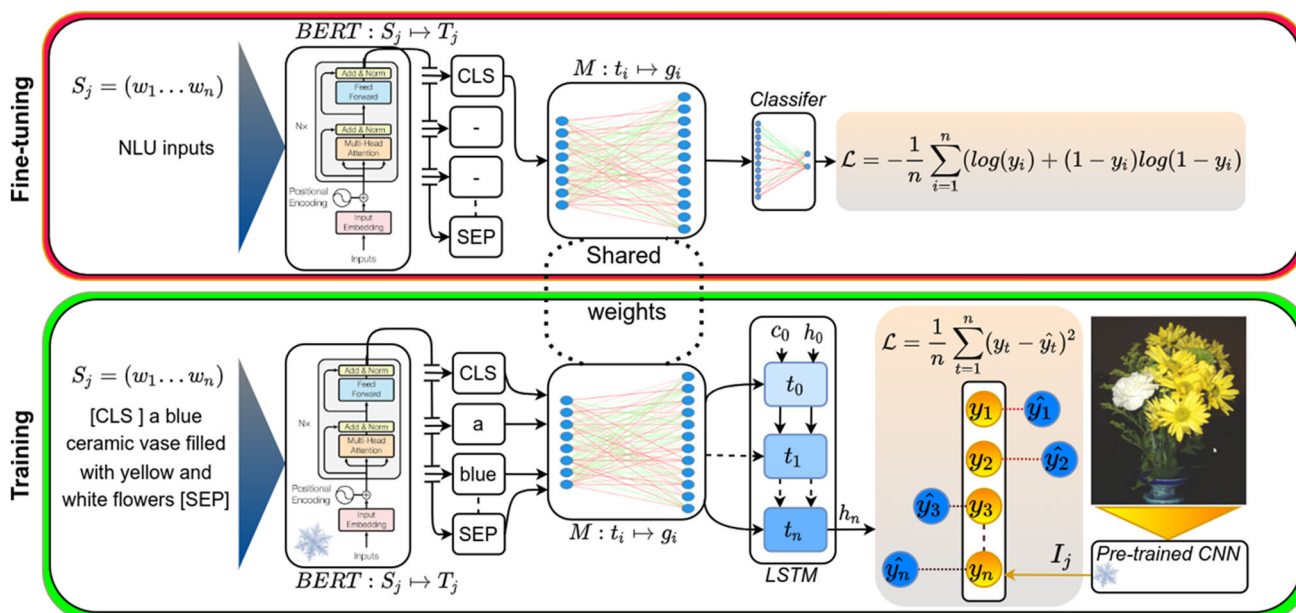 Fine-tuning
S_j = (w_1 ... w_n)
NLU inputs
BERT : S_j ↦ T_j
Add & Norm
Feed
Forward
N×
Add & Norm
Multi-Head
Attention
Positional
Encoding
Input
Embedding
Inputs
CLS
-
-
SEP
M : t_i ↦ g_i
Classifer
ℒ = -1/n ∑_{i=1}^{n} (log(y_i) + (1 - y_i)log(1 - y_i)
Shared
weights
Training
S_j = (w_1 ... w_n)
[CLS ] a blue
ceramic vase filled
with yellow and
white flowers [SEP]
Add & Norm
Feed
Forward
N×
Add & Norm
Multi-Head
Attention
Positional
Encoding
Input
Embedding
Inputs
BERT : S_j ↦ T_j
CLS
a
blue
SEP
M : t_i ↦ g_i
c_0 h_0
t_0
t_1
t_n
LSTM
h_n
ℒ = 1/n ∑_{t=1}^{n} (y_t - ŷ_t)^2
y_1 ŷ_1
y_2 ŷ_2
ŷ_3 y_3
ŷ_n y_n
I_j
Pre-trained CNN